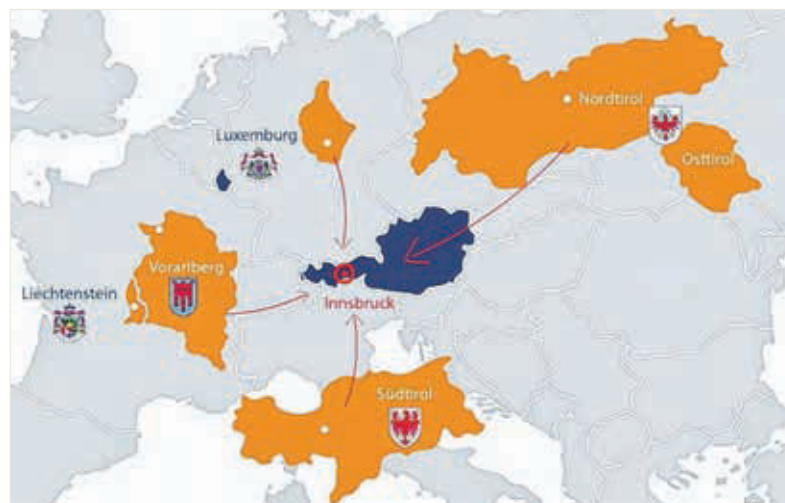 Nordtirol
Luxemburg
Osttirol
Vorarlberg
Liechtenstein
Innsbruck
Südtirol